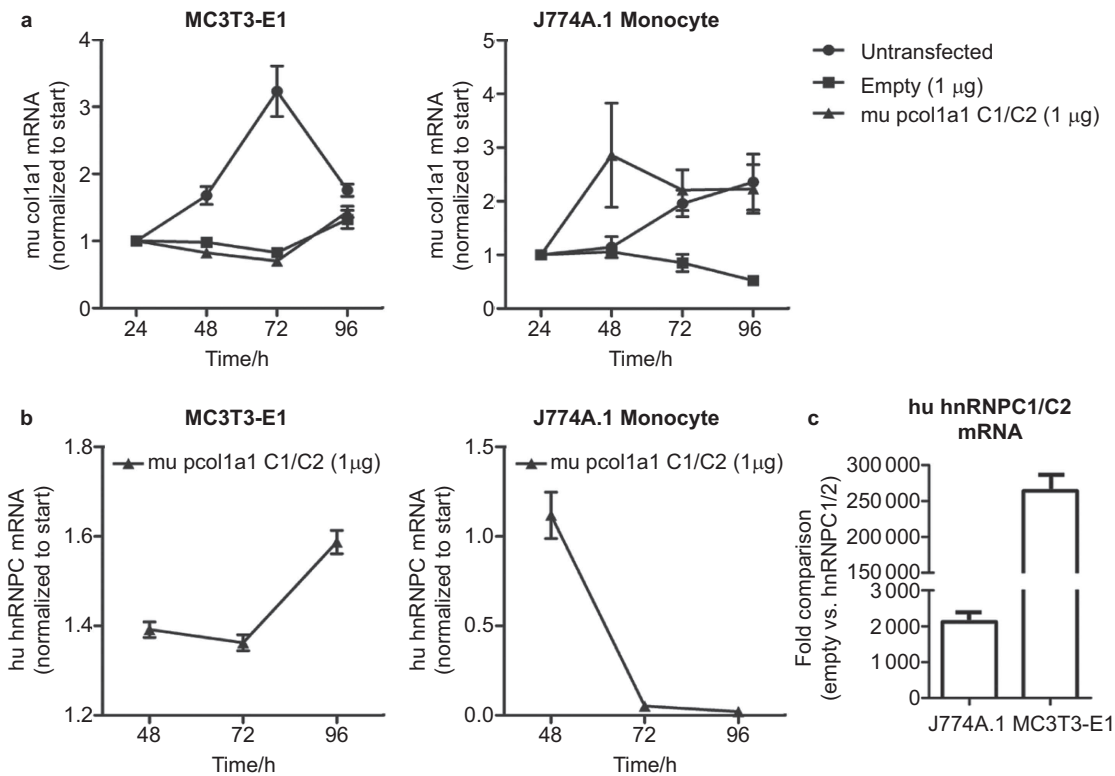 a
MC3T3-E1
mu col1a1 mRNA
(normalized to start)
4
3
2
1
0
24 48 72 96
Time/h
J774A.1 Monocyte
mu col1a1 mRNA
(normalized to start)
5
4
3
2
1
0
24 48 72 96
Time/h
Untransfected
Empty (1 μg)
mu pcol1a1 C1/C2 (1 μg)
b
MC3T3-E1
mu pcol1a1 C1/C2 (1μg)
hu hnRNPC mRNA
(normalized to start)
1.8
1.6
1.4
1.2
48 72 96
Time/h
J774A.1 Monocyte
mu pcol1a1 C1/C2 (1μg)
hu hnRNPC mRNA
(normalized to start)
1.5
1.0
0.5
0.0
48 72 96
Time/h
c
hu hnRNPC1/C2
mRNA
Fold comparison
(empty vs. hnRNPC1/2)
300 000
250 000
150 000
3 000
2 000
1 000
0
J774A.1 MC3T3-E1